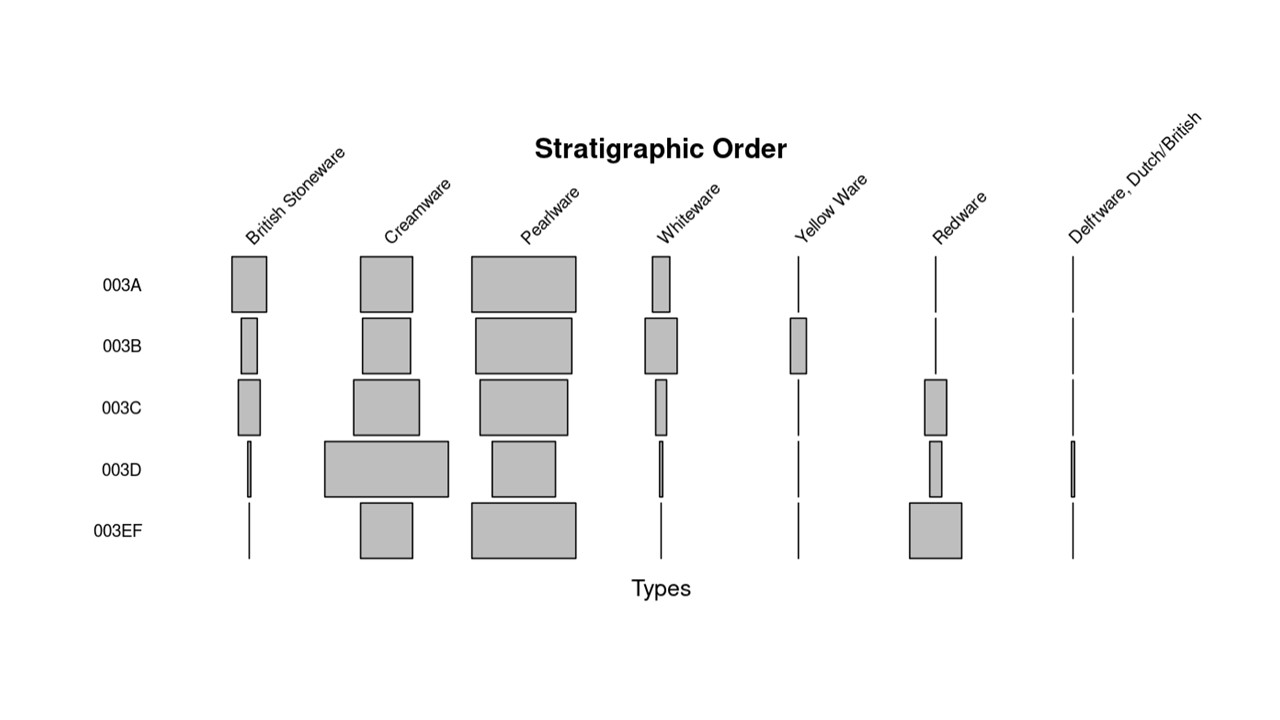 Stratigraphic Order
British Stoneware
Creamware
Pearlware
Whiteware
Yellow Ware
Redware
Delftware, Dutch/British
003A
003B
003C
003D
003EF
Types